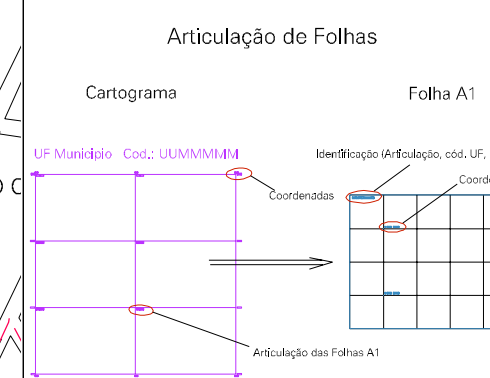 Articulação de Folhas
Cartograma
Folha A1
UF Municipio Cod.: UUMMMMM
Identificação (Articulação, cód. UF,
Coordenadas
Articulação das Folhas A1